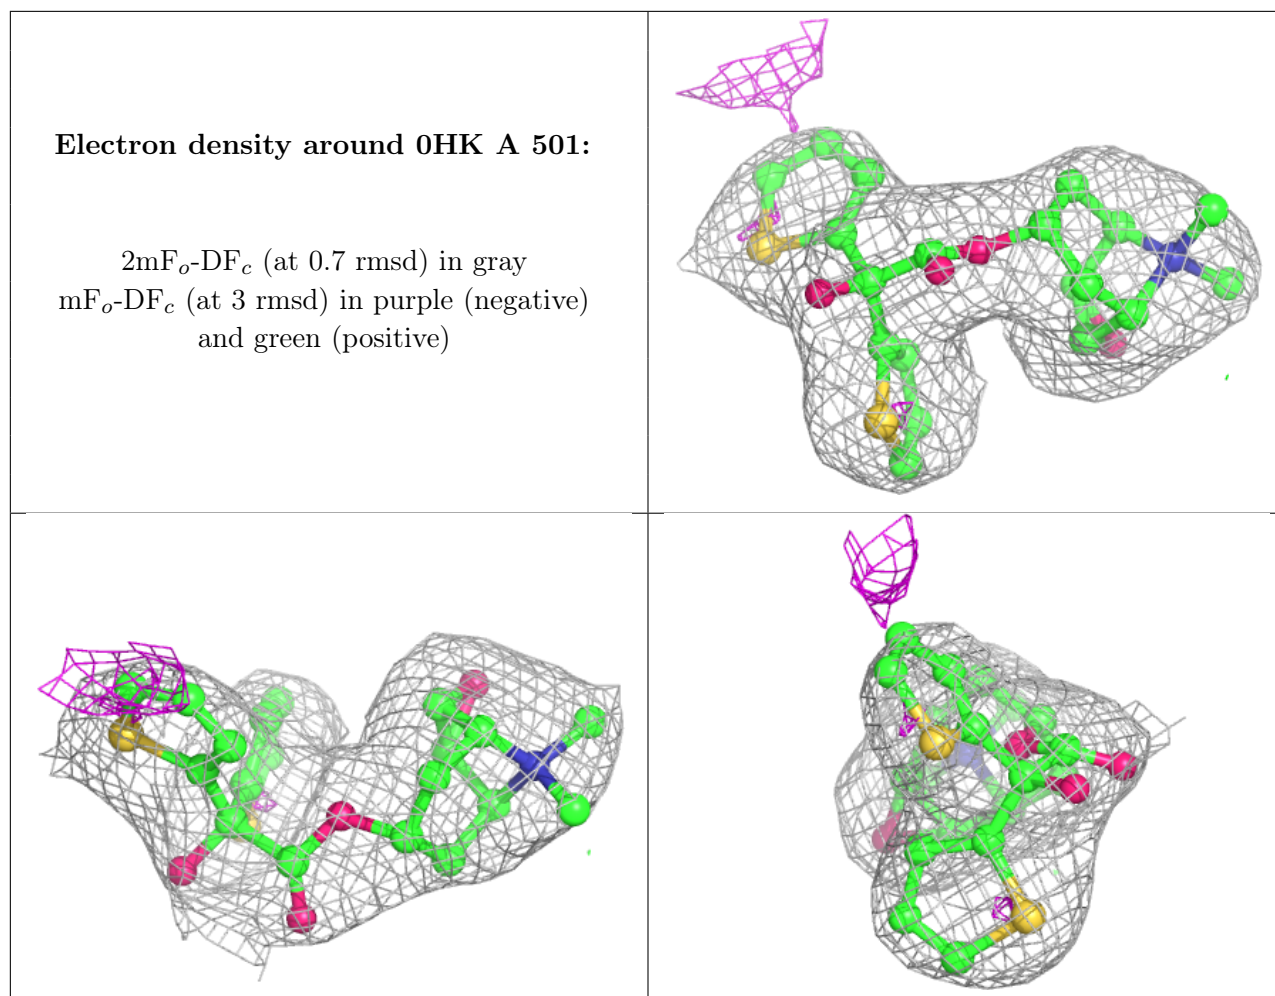 Electron density around 0HK A 501:
2mFo-DFc (at 0.7 rmsd) in gray
mFo-DFc (at 3 rmsd) in purple (negative)
and green (positive)